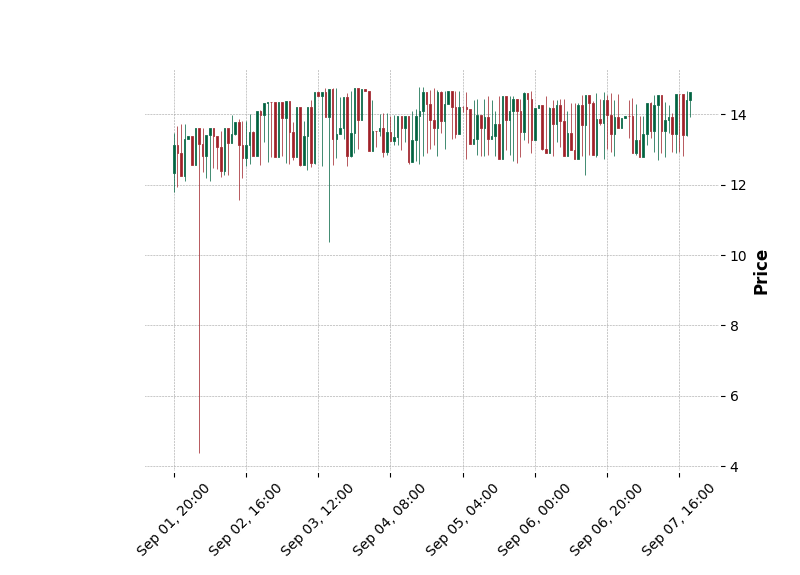 14
12
10
8
6
4
Price
Sep 01, 20:00
Sep 02, 16:00
Sep 03, 12:00
Sep 04, 08:00
Sep 05, 04:00
Sep 06, 00:00
Sep 06, 20:00
Sep 07, 16:00